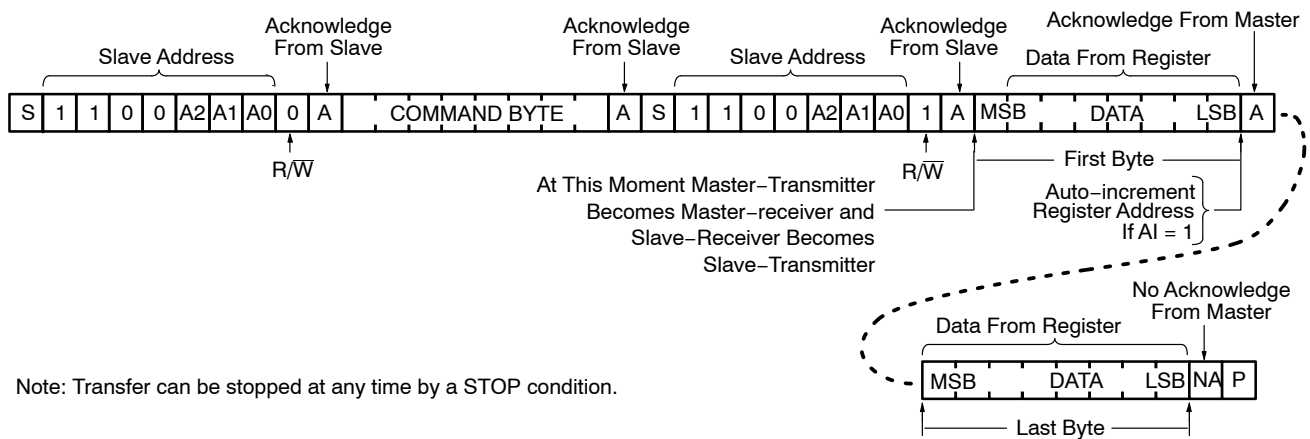 Acknowledge From Slave
Acknowledge From Slave
Acknowledge From Slave
Acknowledge From Master
Slave Address
Slave Address
Data From Register
S 1 1 0 0 A2 A1 A0 0 A COMMAND BYTE A S 1 1 0 0 A2 A1 A0 1 A MSB DATA LSB A
R/W̅
R/W̅
First Byte
At This Moment Master−Transmitter
Becomes Master−receiver and
Slave−Receiver Becomes
Slave−Transmitter
Auto−increment
Register Address
If AI = 1
No Acknowledge
From Master
Data From Register
MSB DATA LSB NA P
Last Byte
Note: Transfer can be stopped at any time by a STOP condition.